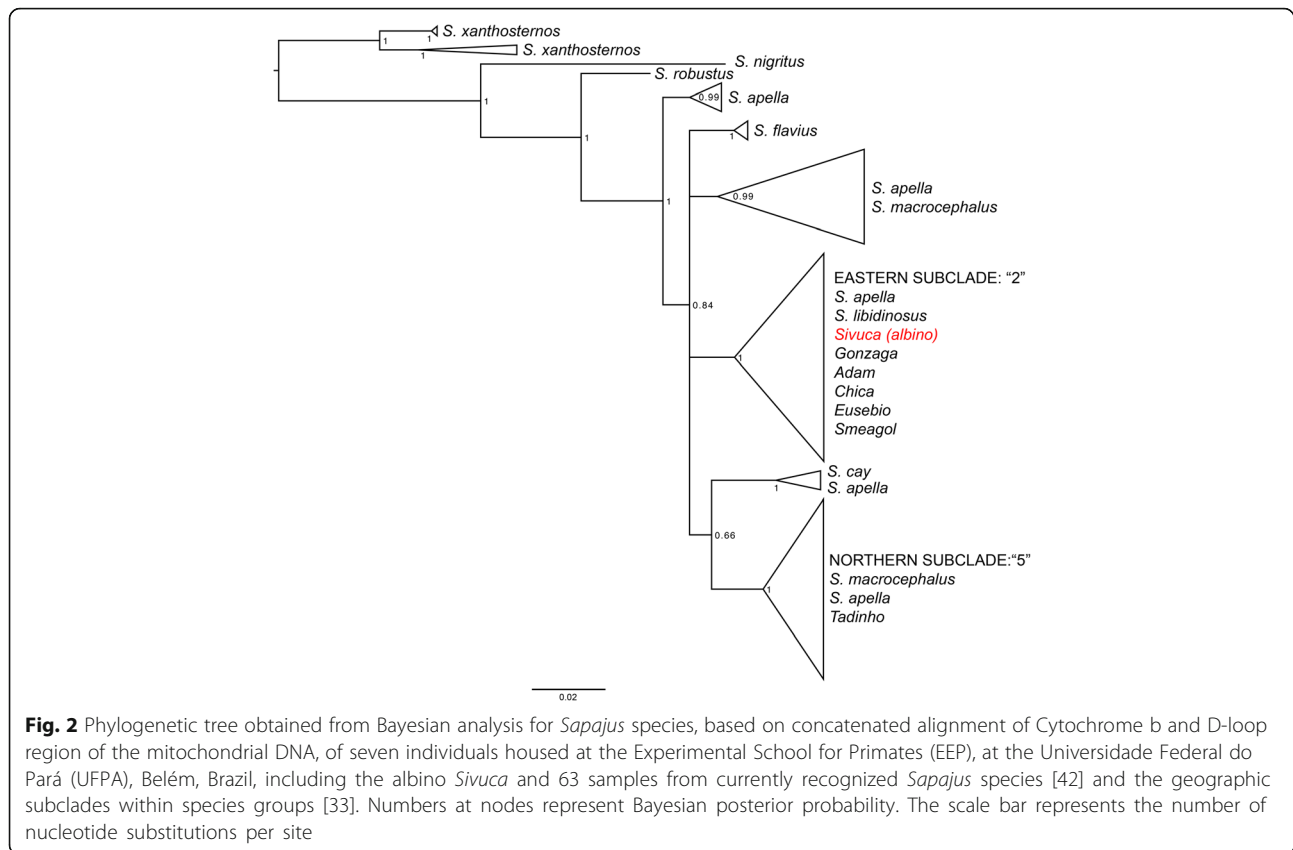 S. xanthosternos
1
1
S. xanthosternos
1
S. nigritus
S. robustus
1
0.99
S. apella
1
S. flavius
1
0.99
S. apella
S. macrocephalus
1
EASTERN SUBCLADE: "2"
S. apella
S. libidinosus
0.84
Sivuca (albino)
Gonzaga
1
Adam
Chica
Eusebio
Smeagol
S. cay
1
S. apella
0.66
NORTHERN SUBCLADE:"5"
S. macrocephalus
1
S. apella
Tadinho
0.02
Fig. 2 Phylogenetic tree obtained from Bayesian analysis for Sapajus species, based on concatenated alignment of Cytochrome b and D-loop
region of the mitochondrial DNA, of seven individuals housed at the Experimental School for Primates (EEP), at the Universidade Federal do
Pará (UFPA), Belém, Brazil, including the albino Sivuca and 63 samples from currently recognized Sapajus species [42] and the geographic
subclades within species groups [33]. Numbers at nodes represent Bayesian posterior probability. The scale bar represents the number of
nucleotide substitutions per site